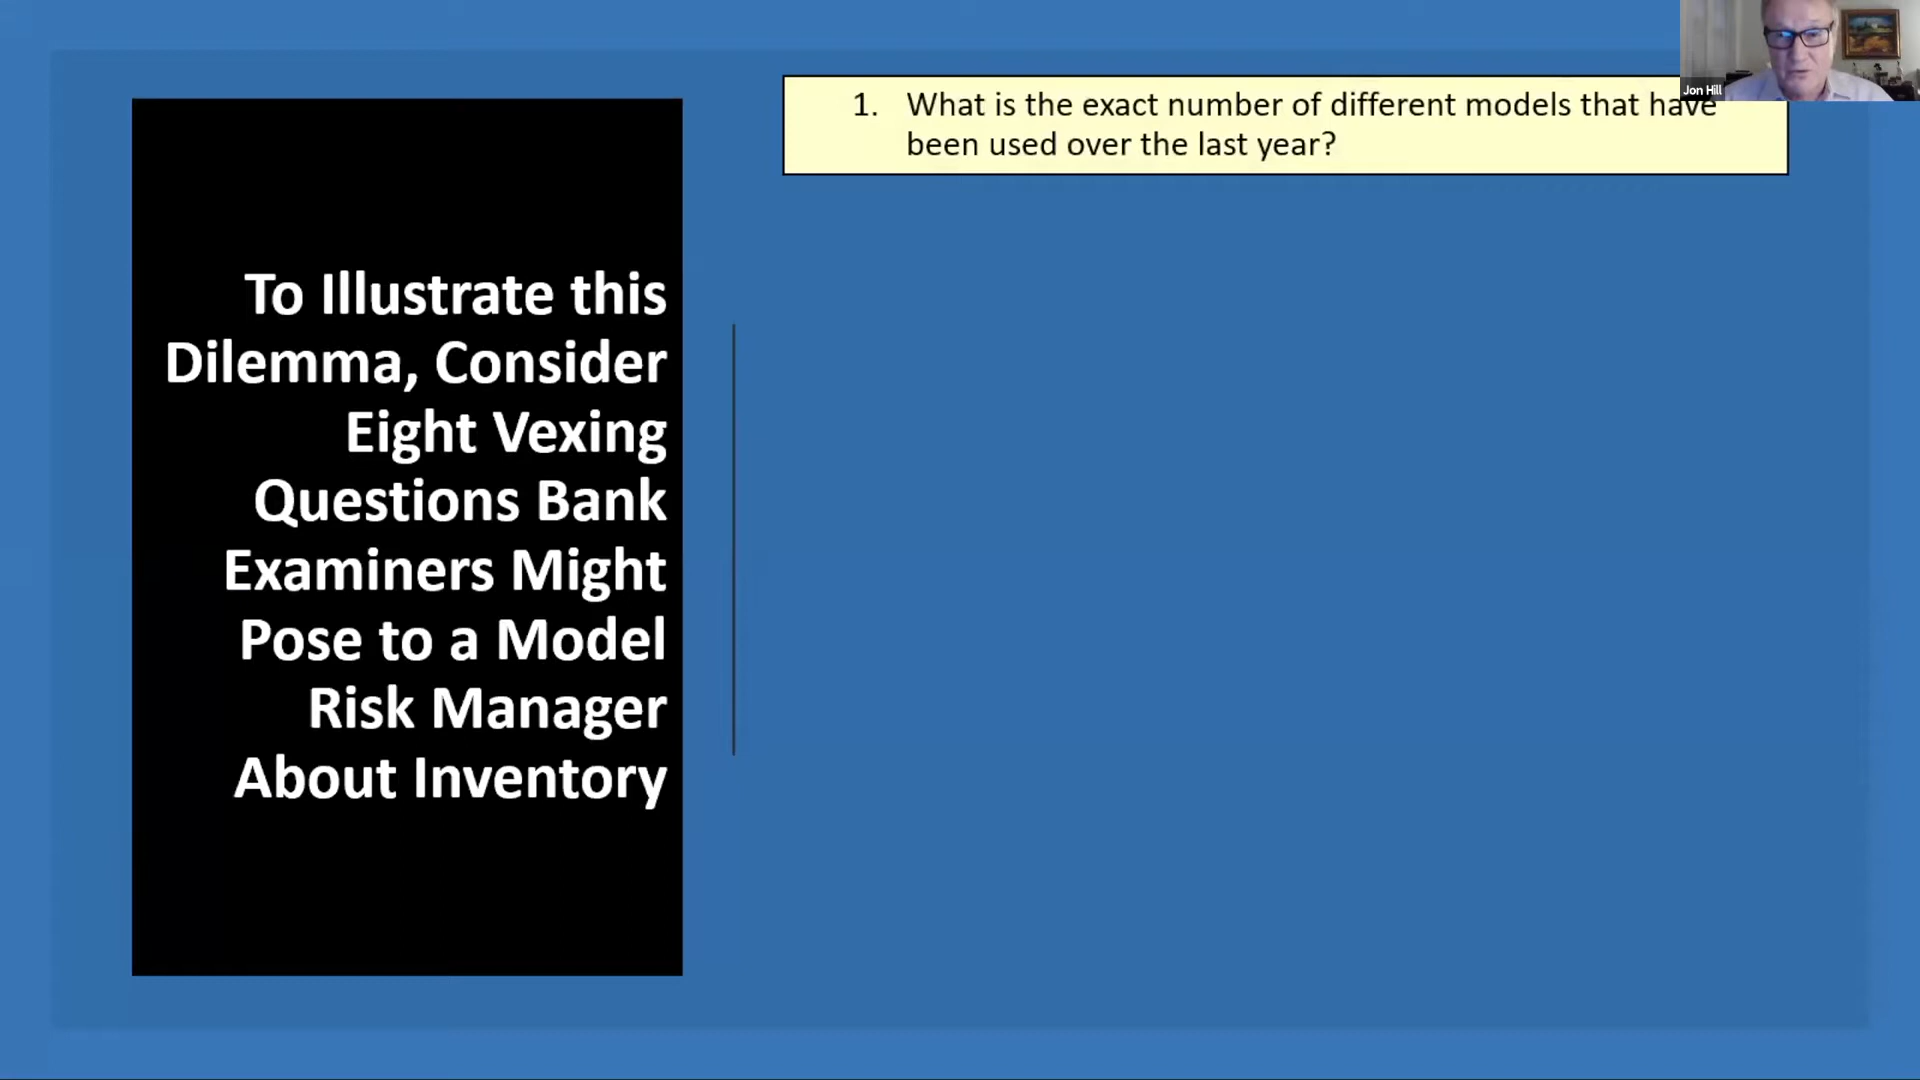 To Illustrate this
Dilemma, Consider
Eight Vexing
Questions Bank
Examiners Might
Pose to a Model
Risk Manager
About Inventory
1. What is the exact number of different models that have
been used over the last year?
Jon Hill